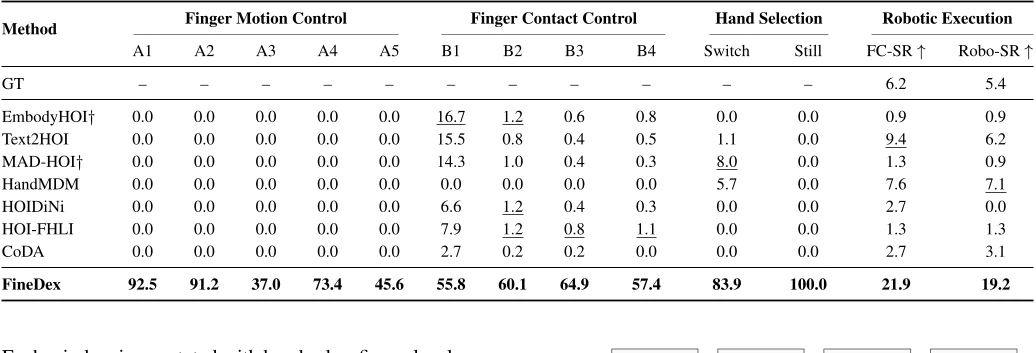 Method Finger Motion Control Finger Contact Control Hand Selection Robotic Execution
A1 A2 A3 A4 A5 B1 B2 B3 B4 Switch Still FC-SR ↑ Robo-SR ↑
GT – – – – – – – – – – – 6.2 5.4
EmbodyHOI† 0.0 0.0 0.0 0.0 0.0 16.7 1.2 0.6 0.8 0.0 0.0 0.9 0.9
Text2HOI 0.0 0.0 0.0 0.0 0.0 15.5 0.8 0.4 0.5 1.1 0.0 9.4 6.2
MAD-HOI† 0.0 0.0 0.0 0.0 0.0 14.3 1.0 0.4 0.3 8.0 0.0 1.3 0.9
HandMDM 0.0 0.0 0.0 0.0 0.0 0.0 0.0 0.0 0.0 5.7 0.0 7.6 7.1
HOIDiNi 0.0 0.0 0.0 0.0 0.0 6.6 1.2 0.4 0.3 0.0 0.0 2.7 0.0
HOI-FHLI 0.0 0.0 0.0 0.0 0.0 7.9 1.2 0.8 1.1 0.0 0.0 1.3 1.3
CoDA 0.0 0.0 0.0 0.0 0.0 2.7 0.2 0.2 0.0 0.0 0.0 2.7 3.1
FineDex 92.5 91.2 37.0 73.4 45.6 55.8 60.1 64.9 57.4 83.9 100.0 21.9 19.2